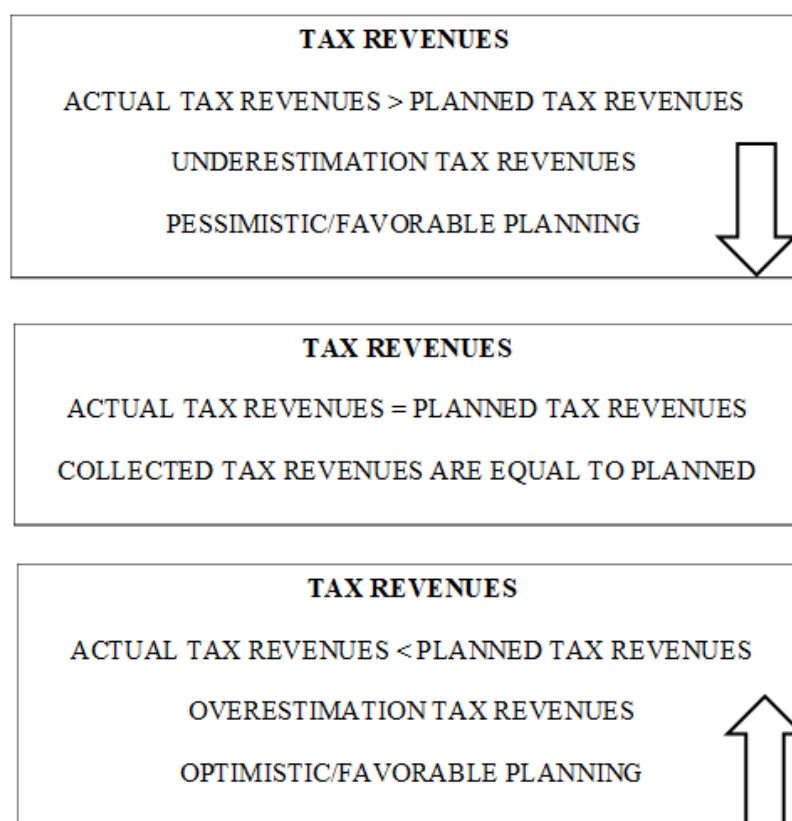 TAX REVENUES
ACTUAL TAX REVENUES > PLANNED TAX REVENUES
UNDERESTIMATION TAX REVENUES
PESSIMISTIC/FAVORABLE PLANNING
TAX REVENUES
ACTUAL TAX REVENUES = PLANNED TAX REVENUES
COLLECTED TAX REVENUES ARE EQUAL TO PLANNED
TAX REVENUES
ACTUAL TAX REVENUES < PLANNED TAX REVENUES
OVERESTIMATION TAX REVENUES
OPTIMISTIC/FAVORABLE PLANNING